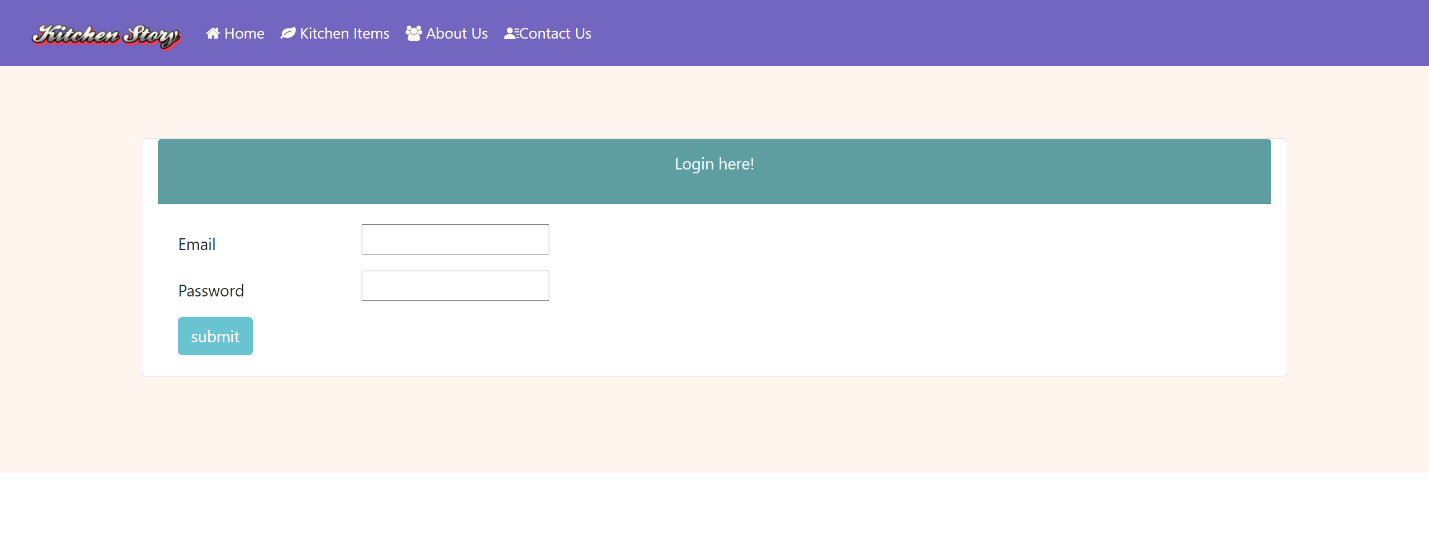 Kitchen Story Home Kitchen Items About Us Contact Us
Login here!
Email
Password
submit